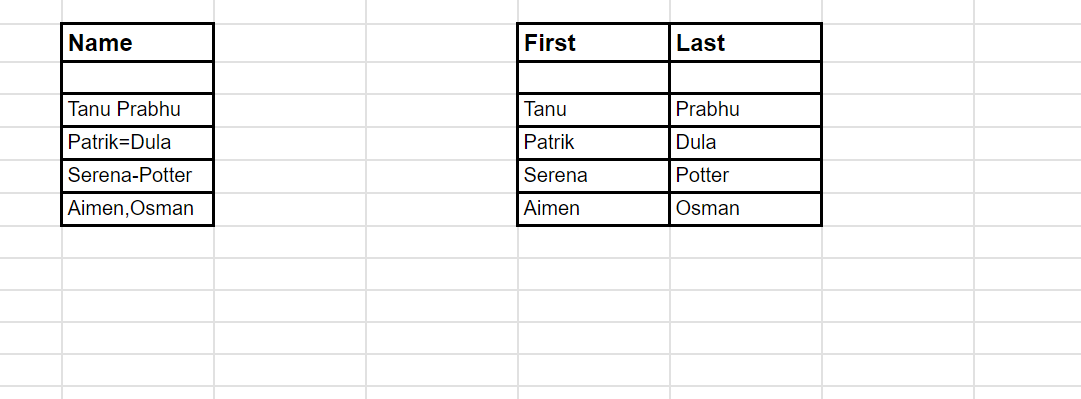 Name First Last
Tanu Prabhu Tanu Prabhu
Patrik=Dula Patrik Dula
Serena-Potter Serena Potter
Aimen,Osman Aimen Osman